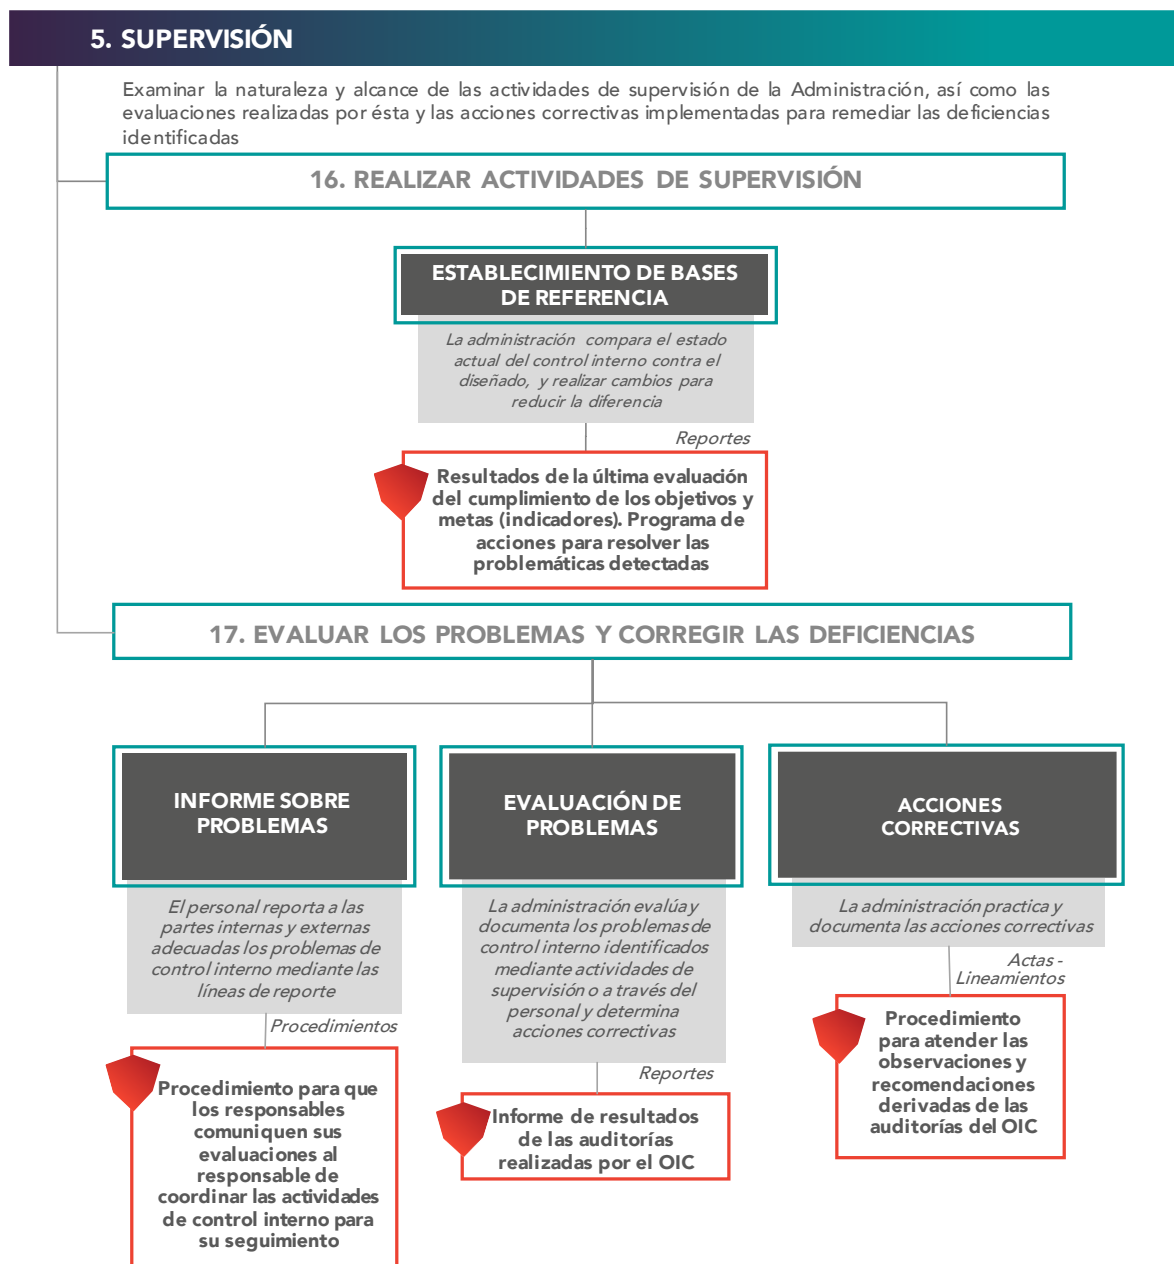 5. SUPERVISIÓN
Examinar la naturaleza y alcance de las actividades de supervisión de la Administración, así como las
evaluaciones realizadas por ésta y las acciones correctivas implementadas para remediar las deficiencias
identificadas
16. REALIZAR ACTIVIDADES DE SUPERVISIÓN
ESTABLECIMIENTO DE BASES
DE REFERENCIA
La administración compara el estado
actual del control interno contra el
diseñado, y realizar cambios para
reducir la diferencia
Reportes
Resultados de la última evaluación
del cumplimiento de los objetivos y
metas (indicadores). Programa de
acciones para resolver las
problemáticas detectadas
17. EVALUAR LOS PROBLEMAS Y CORREGIR LAS DEFICIENCIAS
INFORME SOBRE
PROBLEMAS
El personal reporta a las
partes internas y externas
adecuadas los problemas de
control interno mediante las
líneas de reporte
Procedimientos
Procedimiento para que
los responsables
comuniquen sus
evaluaciones al
responsable de
coordinar las actividades
de control interno para
su seguimiento
EVALUACIÓN DE
PROBLEMAS
La administración evalúa y
documenta los problemas de
control interno identificados
mediante actividades de
supervisión o a través del
personal y determina
acciones correctivas
Reportes
Informe de resultados
de las auditorías
realizadas por el OIC
ACCIONES
CORRECTIVAS
La administración practica y
documenta las acciones correctivas
Actas -
Lineamientos
Procedimiento
para atender las
observaciones y
recomendaciones
derivadas de las
auditorías del OIC